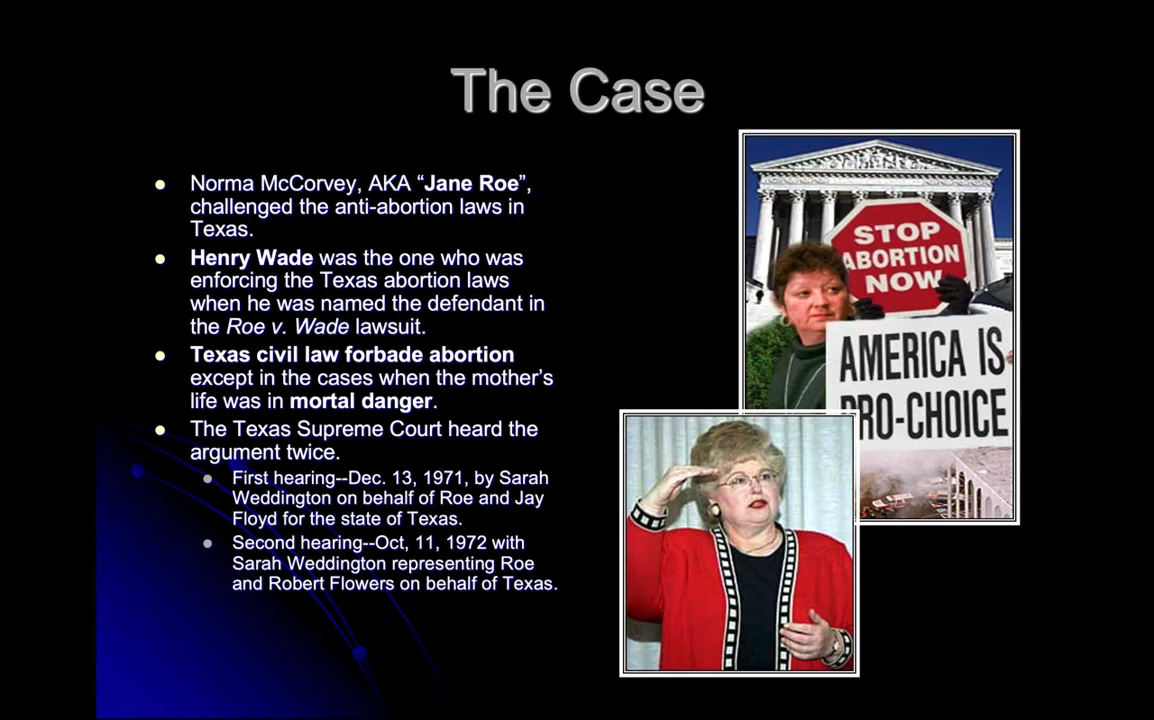 The Case
Norma McCorvey, AKA “Jane Roe”,
challenged the anti-abortion laws in
Texas.
Henry Wade was the one who was
enforcing the Texas abortion laws
when he was named the defendant in
the Roe v. Wade lawsuit.
Texas civil law forbade abortion
except in the cases when the mother’s
life was in mortal danger.
The Texas Supreme Court heard the
argument twice.
First hearing--Dec. 13, 1971, by Sarah
Weddington on behalf of Roe and Jay
Floyd for the state of Texas.
Second hearing--Oct, 11, 1972 with
Sarah Weddington representing Roe
and Robert Flowers on behalf of Texas.
STOP
ABORTION
NOW
AMERICA IS
PRO-CHOICE